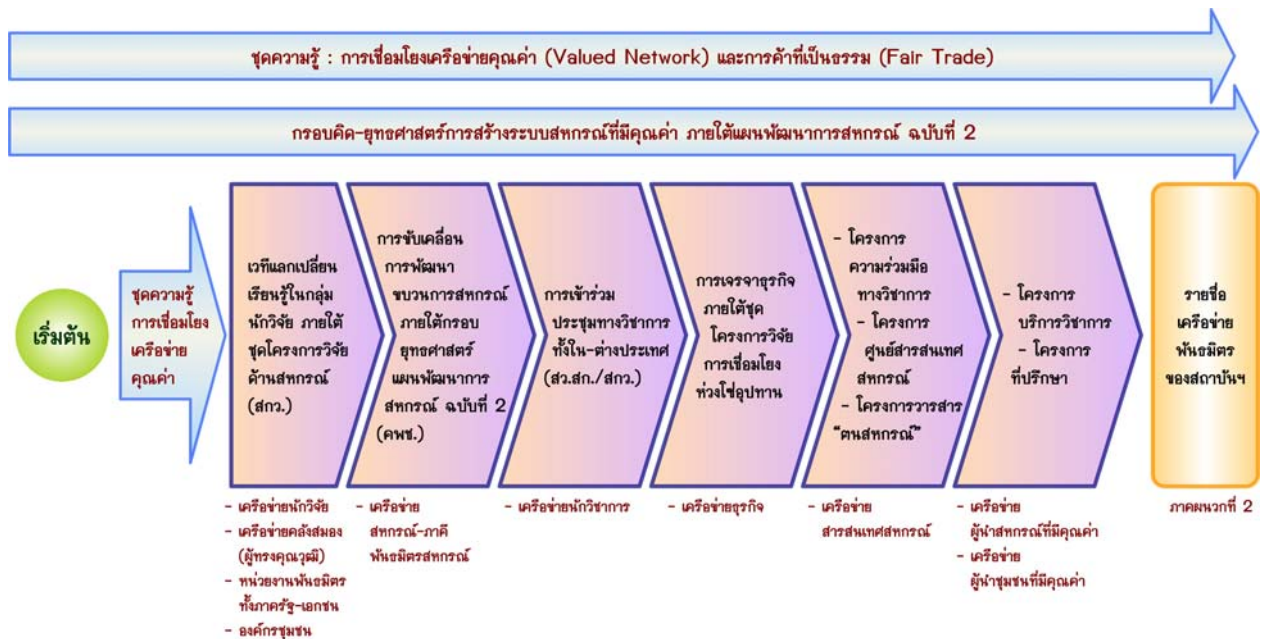 ชุดความรู้ : การเชื่อมโยงเครือข่ายคุณค่า (Valued Network) และการค้าที่เป็นธรรม (Fair Trade)
กรอบคิด-ยุทธศาสตร์การสร้างระบบสหกรณ์ที่มีคุณค่า ภายใต้แผนพัฒนาการสหกรณ์ ฉบับที่ 2
เริ่มต้น
ชุดความรู้
การเชื่อมโยง
เครือข่าย
คุณค่า
เวทีแลกเปลี่ยน
เรียนรู้ในกลุ่ม
นักวิจัย ภายใต้
ชุดโครงการวิจัย
ด้านสหกรณ์
(สกว.)
- เครือข่ายนักวิจัย
- เครือข่ายคลังสมอง
(ผู้ทรงคุณวุฒิ)
- หน่วยงานพันธมิตร
ทั้งภาครัฐ-เอกชน
- องค์กรชุมชน
การขับเคลื่อน
การพัฒนา
ขบวนการสหกรณ์
ภายใต้กรอบ
ยุทธศาสตร์
แผนพัฒนาการ
สหกรณ์ ฉบับที่ 2
(คพช.)
- เครือข่าย
สหกรณ์-ภาคี
พันธมิตรสหกรณ์
การเข้าร่วม
ประชุมทางวิชาการ
ทั้งใน-ต่างประเทศ
(สว.สก./สกว.)
- เครือข่ายนักวิชาการ
การเจรจาธุรกิจ
ภายใต้ชุด
โครงการวิจัย
การเชื่อมโยง
ห่วงโซ่อุปทาน
- เครือข่ายธุรกิจ
- โครงการ
ความร่วมมือ
ทางวิชาการ
- โครงการ
ศูนย์สารสนเทศ
สหกรณ์
- โครงการวารสาร
“ตนสหกรณ์”
- เครือข่าย
สารสนเทศสหกรณ์
- โครงการ
บริการวิชาการ
- โครงการ
ที่ปรึกษา
- เครือข่าย
ผู้นำสหกรณ์ที่มีคุณค่า
- เครือข่าย
ผู้นำชุมชนที่มีคุณค่า
รายชื่อ
เครือข่าย
พันธมิตร
ของสถาบันฯ
ภาคผนวกที่ 2